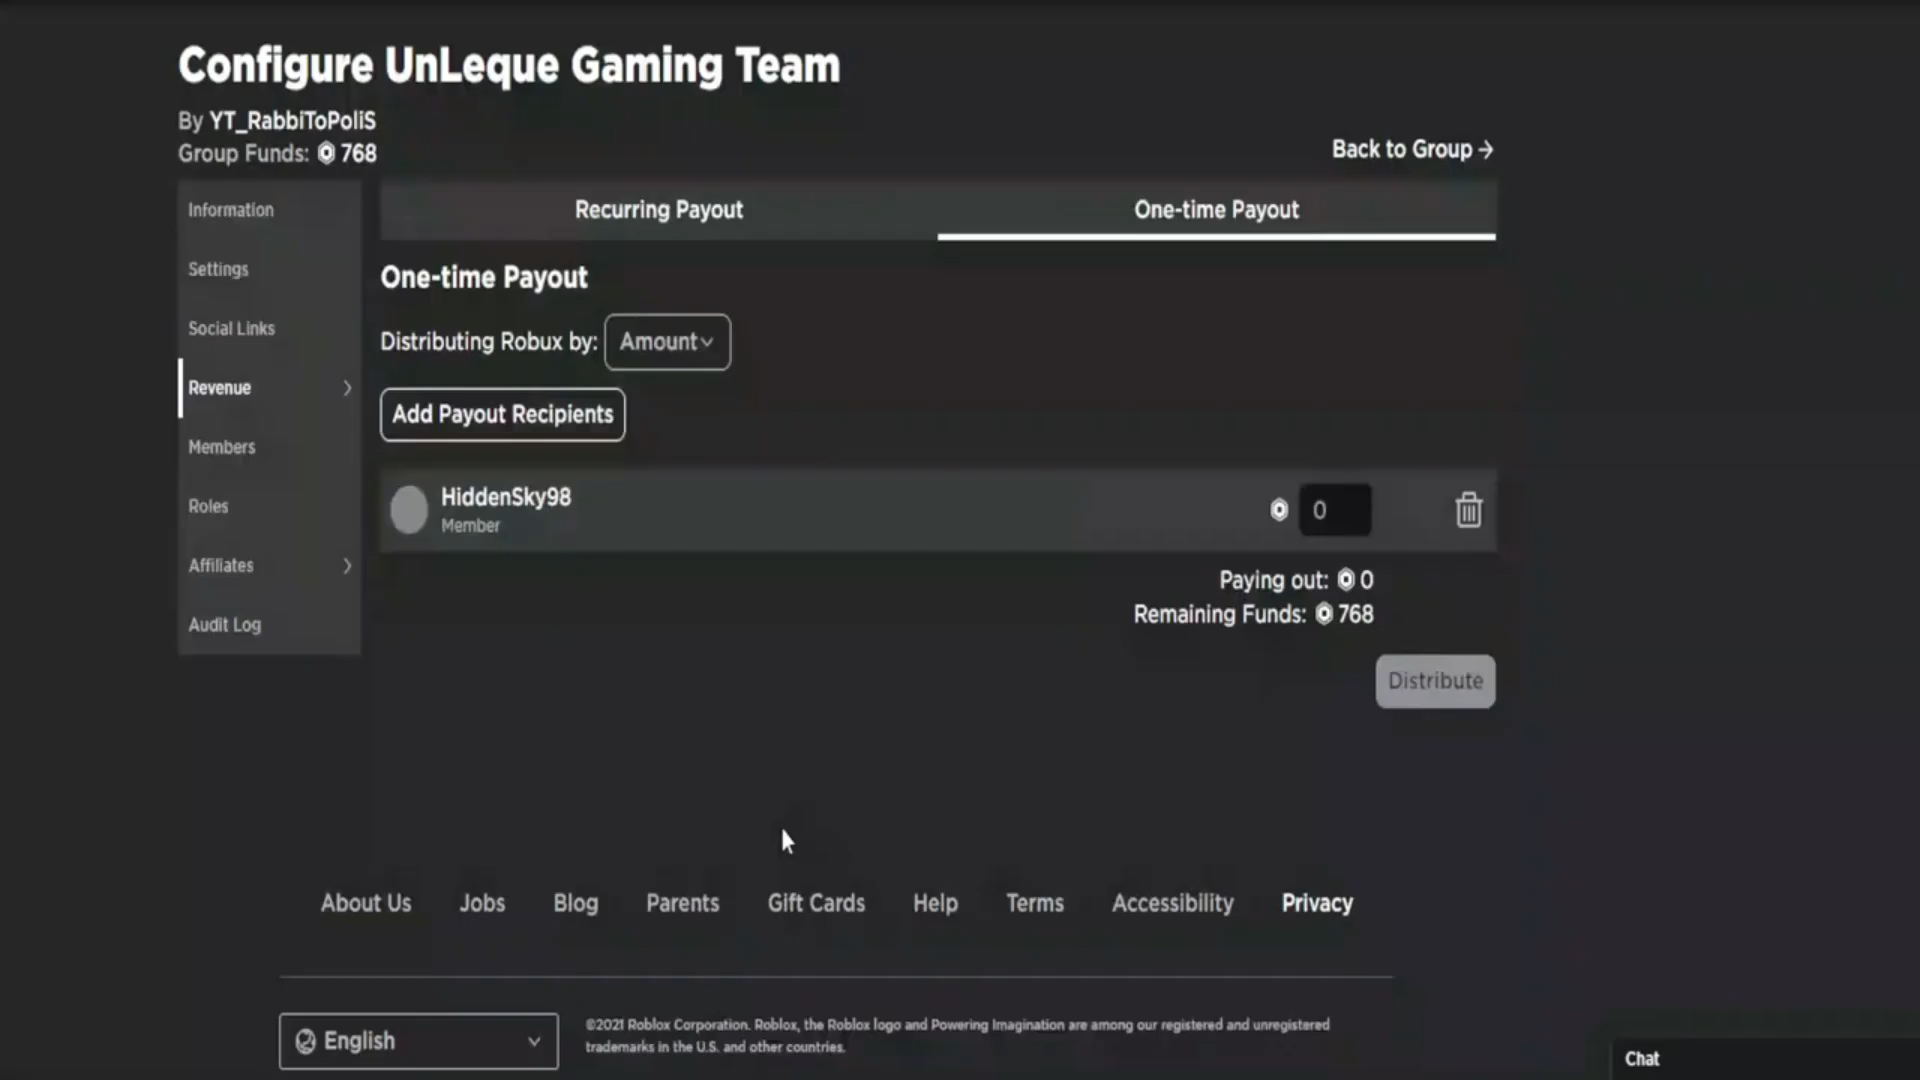 Configure UnLeque Gaming Team
By YT_RabbiToPoliS
Group Funds: 768
Back to Group →
Information
Settings
Social Links
Revenue
Members
Roles
Affiliates
Audit Log
Recurring Payout
One-time Payout
One-time Payout
Distributing Robux by: Amount
Add Payout Recipients
HiddenSky98
Member
0
Paying out: 0
Remaining Funds: 768
Distribute
About Us Jobs Blog Parents Gift Cards Help Terms Accessibility Privacy
English
©2021 Roblox Corporation. Roblox, the Roblox logo and Powering Imagination are among our registered and unregistered
trademarks in the U.S. and other countries.
Chat